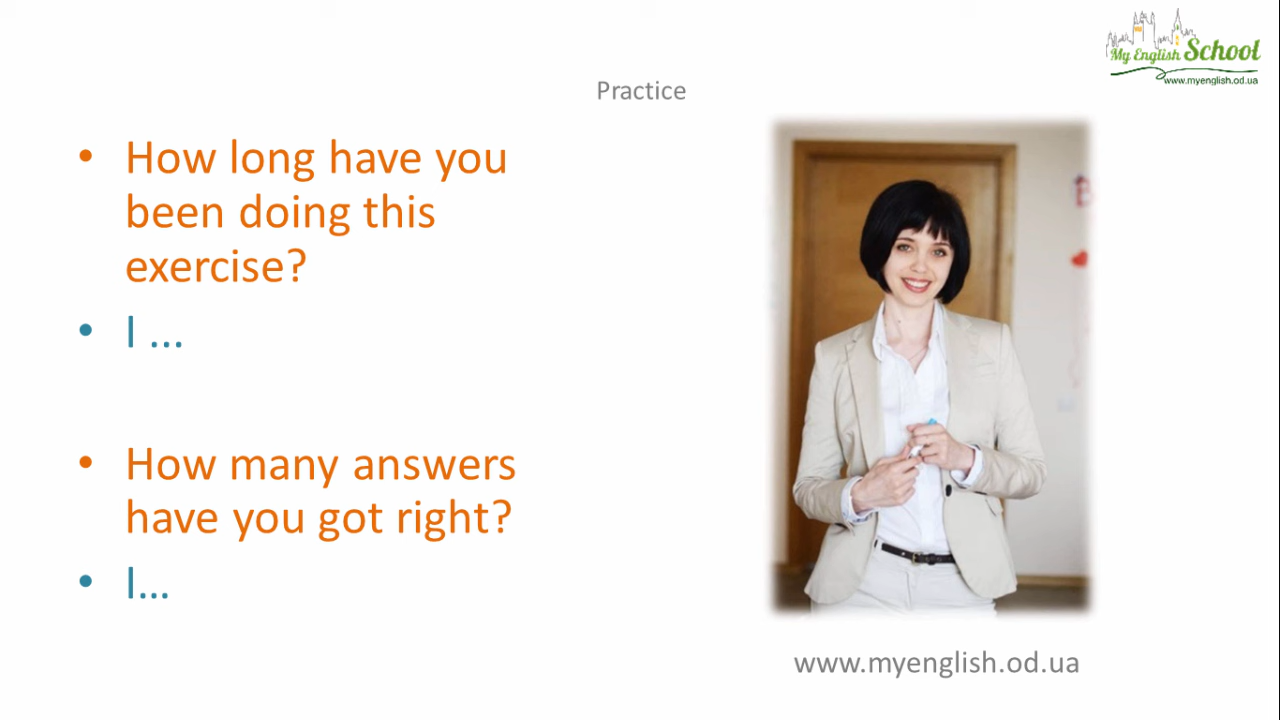 My English School
www.myenglish.od.ua
Practice
• How long have you
been doing this
exercise?
• I ...
• How many answers
have you got right?
• I...
www.myenglish.od.ua